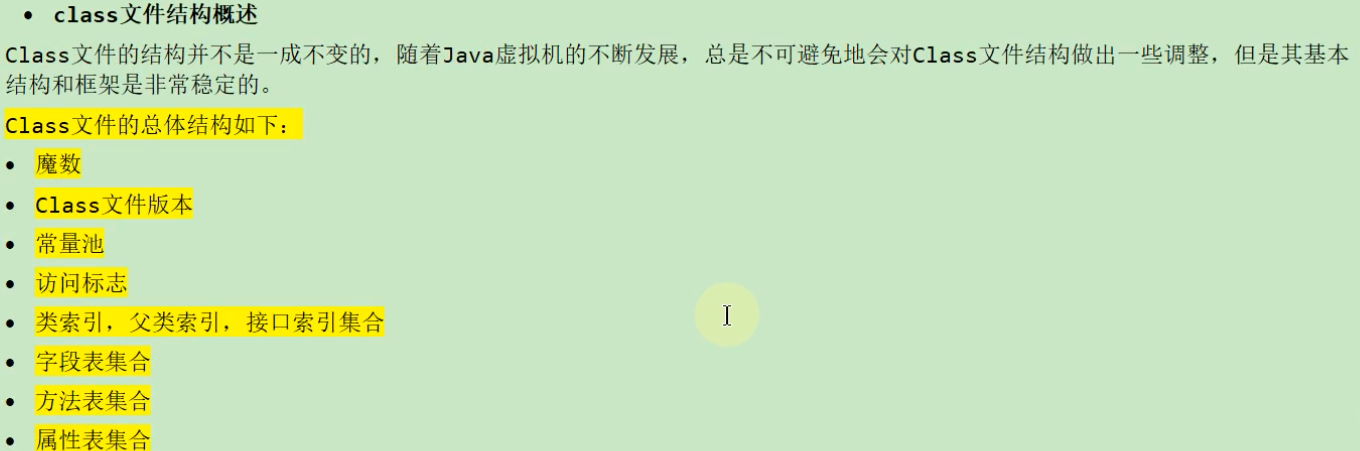 • class文件结构概述
Class文件的结构并不是一成不变的，随着Java虚拟机的不断发展，总是不可避免地会对Class文件结构做出一些调整，但是其基本
结构和框架是非常稳定的。
Class文件的总体结构如下：
• 魔数
• Class文件版本
• 常量池
• 访问标志
• 类索引，父类索引，接口索引集合
• 字段表集合
• 方法表集合
• 属性表集合